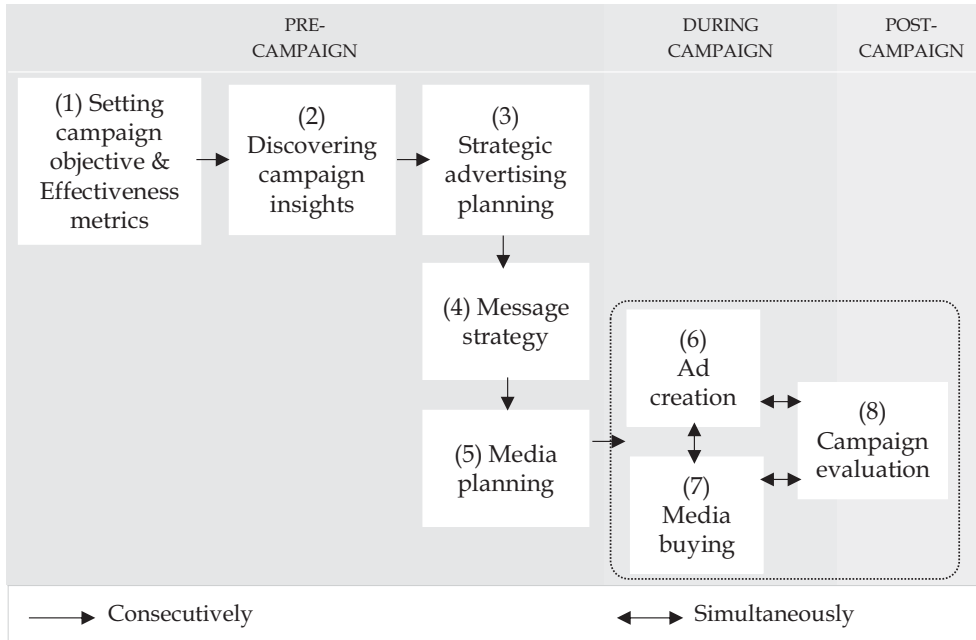 PRE-
CAMPAIGN
DURING
CAMPAIGN
POST-
CAMPAIGN
(1) Setting
campaign
objective &
Effectiveness
metrics
(2)
Discovering
campaign
insights
(3)
Strategic
advertising
planning
(4) Message
strategy
(5) Media
planning
(6)
Ad
creation
(7)
Media
buying
(8)
Campaign
evaluation
Consecutively
Simultaneously